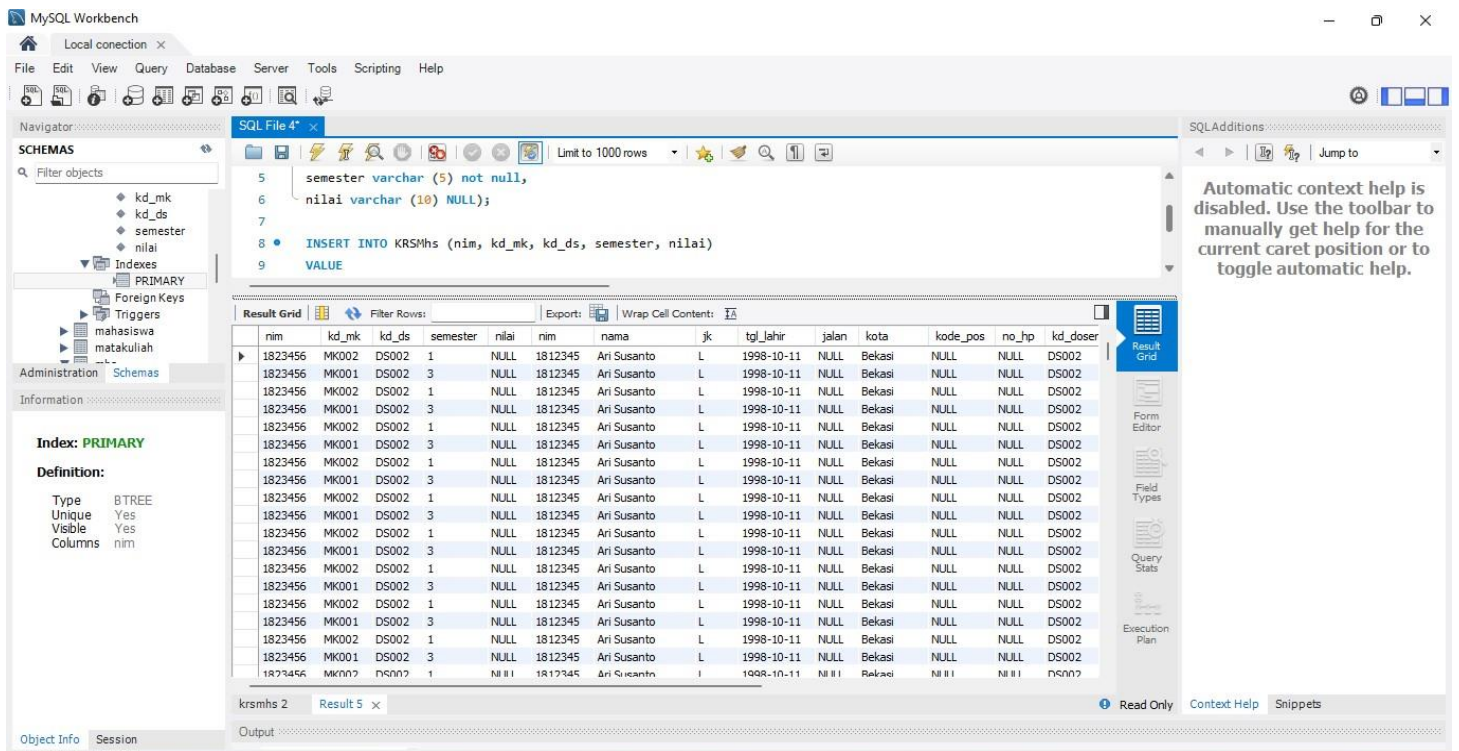 MySQL Workbench
Local conection
File Edit View Query Database Server Tools Scripting Help
Navigator
SCHEMAS
Filter objects
kd_mk
kd_ds
semester
nilai
Indexes
PRIMARY
Foreign Keys
Triggers
mahasiswa
matakuliah
Administration Schemas
Information
Index: PRIMARY
Definition:
Type BTREE
Unique Yes
Visible Yes
Columns nim
Object Info Session
SQL File 4*
Limit to 1000 rows
5 semester varchar (5) not null,
6 nilai varchar (10) NULL);
7
8 INSERT INTO KRSMhs (nim, kd_mk, kd_ds, semester, nilai)
9 VALUE
Result Grid Filter Rows: Export: Wrap Cell Content:
nim kd_mk kd_ds semester nilai nim nama jk tgl_lahir jalan kota kode_pos no_hp kd_doser
1823456 MK002 DS002 1 NULL 1812345 Ari Susanto L 1998-10-11 NULL Bekasi NULL NULL DS002
1823456 MK001 DS002 3 NULL 1812345 Ari Susanto L 1998-10-11 NULL Bekasi NULL NULL DS002
1823456 MK002 DS002 1 NULL 1812345 Ari Susanto L 1998-10-11 NULL Bekasi NULL NULL DS002
1823456 MK001 DS002 3 NULL 1812345 Ari Susanto L 1998-10-11 NULL Bekasi NULL NULL DS002
1823456 MK002 DS002 1 NULL 1812345 Ari Susanto L 1998-10-11 NULL Bekasi NULL NULL DS002
1823456 MK001 DS002 3 NULL 1812345 Ari Susanto L 1998-10-11 NULL Bekasi NULL NULL DS002
1823456 MK002 DS002 1 NULL 1812345 Ari Susanto L 1998-10-11 NULL Bekasi NULL NULL DS002
1823456 MK001 DS002 3 NULL 1812345 Ari Susanto L 1998-10-11 NULL Bekasi NULL NULL DS002
1823456 MK002 DS002 1 NULL 1812345 Ari Susanto L 1998-10-11 NULL Bekasi NULL NULL DS002
1823456 MK001 DS002 3 NULL 1812345 Ari Susanto L 1998-10-11 NULL Bekasi NULL NULL DS002
1823456 MK002 DS002 1 NULL 1812345 Ari Susanto L 1998-10-11 NULL Bekasi NULL NULL DS002
1823456 MK001 DS002 3 NULL 1812345 Ari Susanto L 1998-10-11 NULL Bekasi NULL NULL DS002
1823456 MK001 DS002 3 NULL 1812345 Ari Susanto L 1998-10-11 NULL Bekasi NULL NULL DS002
1823456 MK002 DS002 1 NULL 1812345 Ari Susanto L 1998-10-11 NULL Bekasi NULL NULL DS002
1823456 MK001 DS002 3 NULL 1812345 Ari Susanto L 1998-10-11 NULL Bekasi NULL NULL DS002
1823456 MK002 DS002 1 NULL 1812345 Ari Susanto L 1998-10-11 NULL Bekasi NULL NULL DS002
1823456 MK001 DS002 3 NULL 1812345 Ari Susanto L 1998-10-11 NULL Bekasi NULL NULL DS002
1823456 MK002 DS002 1 NULL 1812345 Ari Susanto L 1998-10-11 NULL Bekasi NULL NULL DS002
Result
Grid
Form
Editor
Field
Types
Query
Stats
Execution
Plan
krsmhs 2 Result 5 Read Only
Output
SQLAdditions
Jump to
Automatic context help is
disabled. Use the toolbar to
manually get help for the
current caret position or to
toggle automatic help.
Context Help Snippets